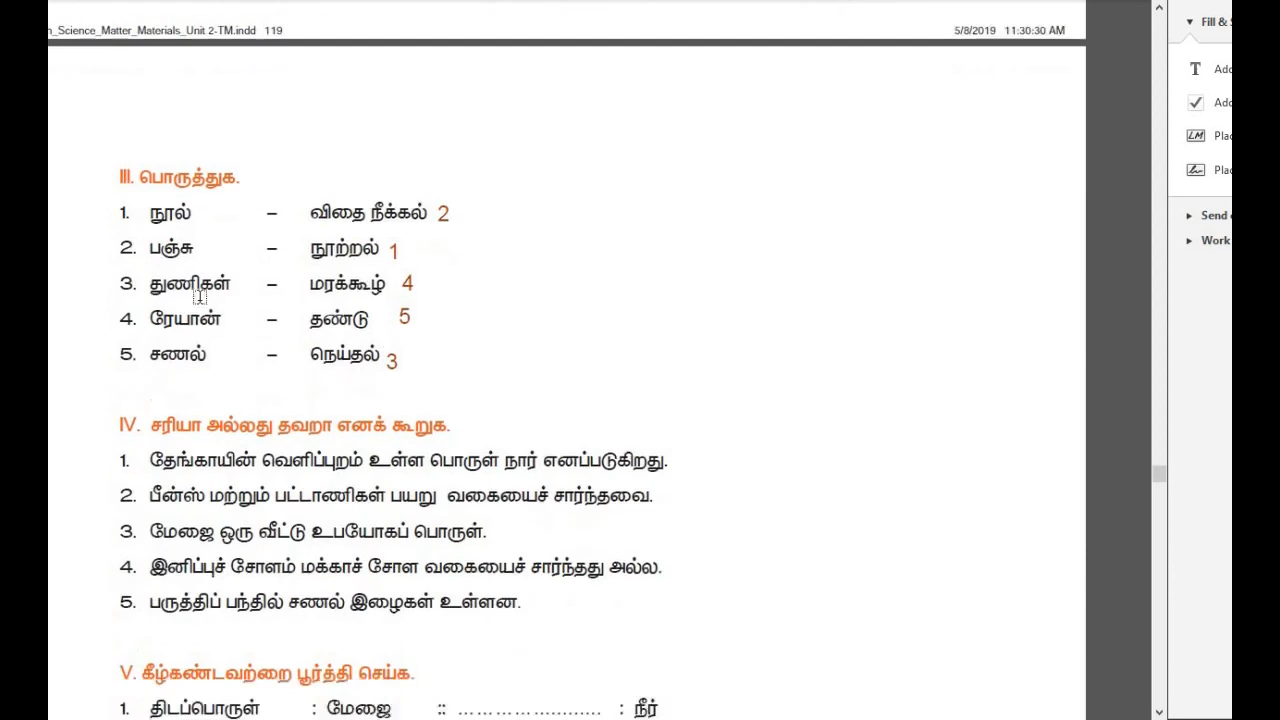 n_Science_Matter_Materials_Unit 2-TM.indd 119 5/8/2019 11:30:30 AM
Fill & S
Add
Add
Plac
Plac
Send
Work
III. பொருத்துக.
1. நூல் – விதை நீக்கல் 2
2. பஞ்சு – நூற்றல் 1
3. துணிகள் – மரக்கூழ் 4
4. ரேயான் – தண்டு 5
5. சணல் – நெய்தல் 3
IV. சரியா அல்லது தவறா எனக் கூறுக.
1. தேங்காயின் வெளிப்புறம் உள்ள பொருள் நார் எனப்படுகிறது.
2. பீன்ஸ் மற்றும் பட்டாணிகள் பயறு வகையைச் சார்ந்தவை.
3. மேஜை ஒரு வீட்டு உபயோகப் பொருள்.
4. இனிப்புச் சோளம் மக்காச் சோள வகையைச் சார்ந்தது அல்ல.
5. பருத்திப் பந்தில் சணல் இழைகள் உள்ளன.
V. கீழ்கண்டவற்றை பூர்த்தி செய்க.
1. திடப்பொருள் : மேஜை :: ..................... : நீர்